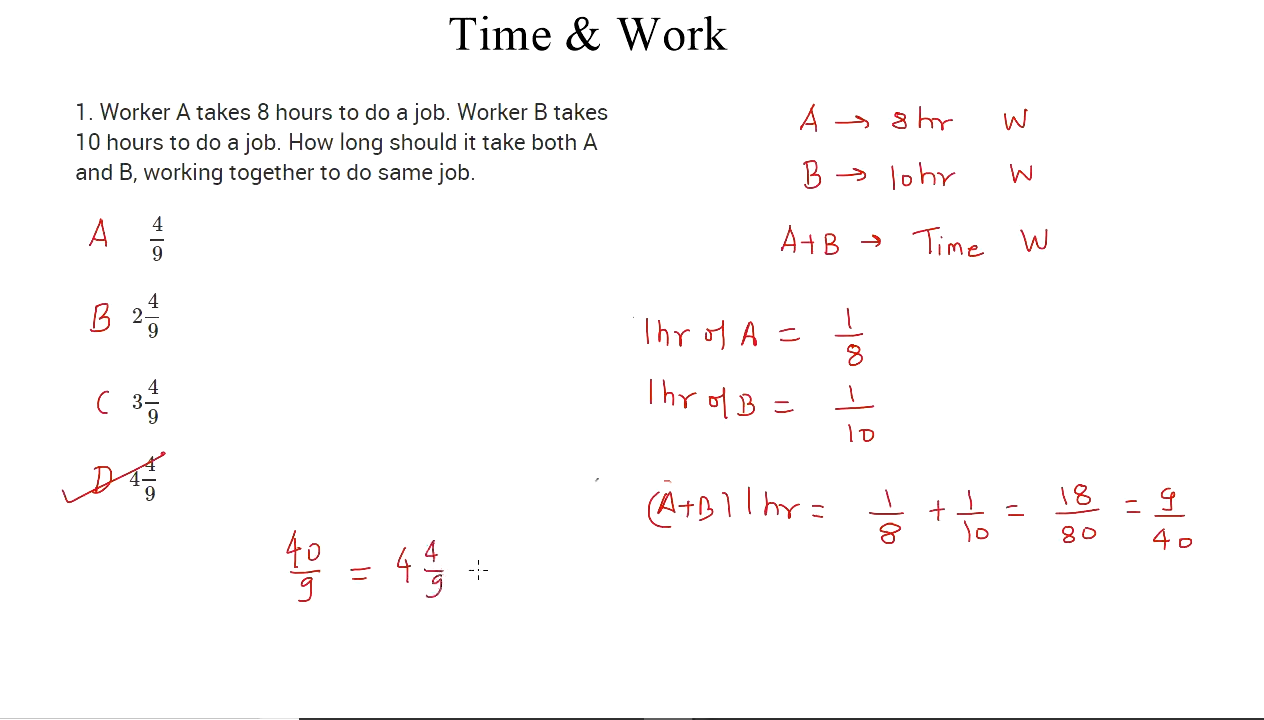 Time & Work
1. Worker A takes 8 hours to do a job. Worker B takes
10 hours to do a job. How long should it take both A
and B, working together to do same job.
A 4/9
B 2 4/9
C 3 4/9
D 4 4/9
40/9 = 4 4/9
A → 8 hr W
B → 10 hr W
A+B → Time W
1 hr of A = 1/8
1 hr of B = 1/10
(A+B) 1 hr = 1/8 + 1/10 = 18/80 = 9/40